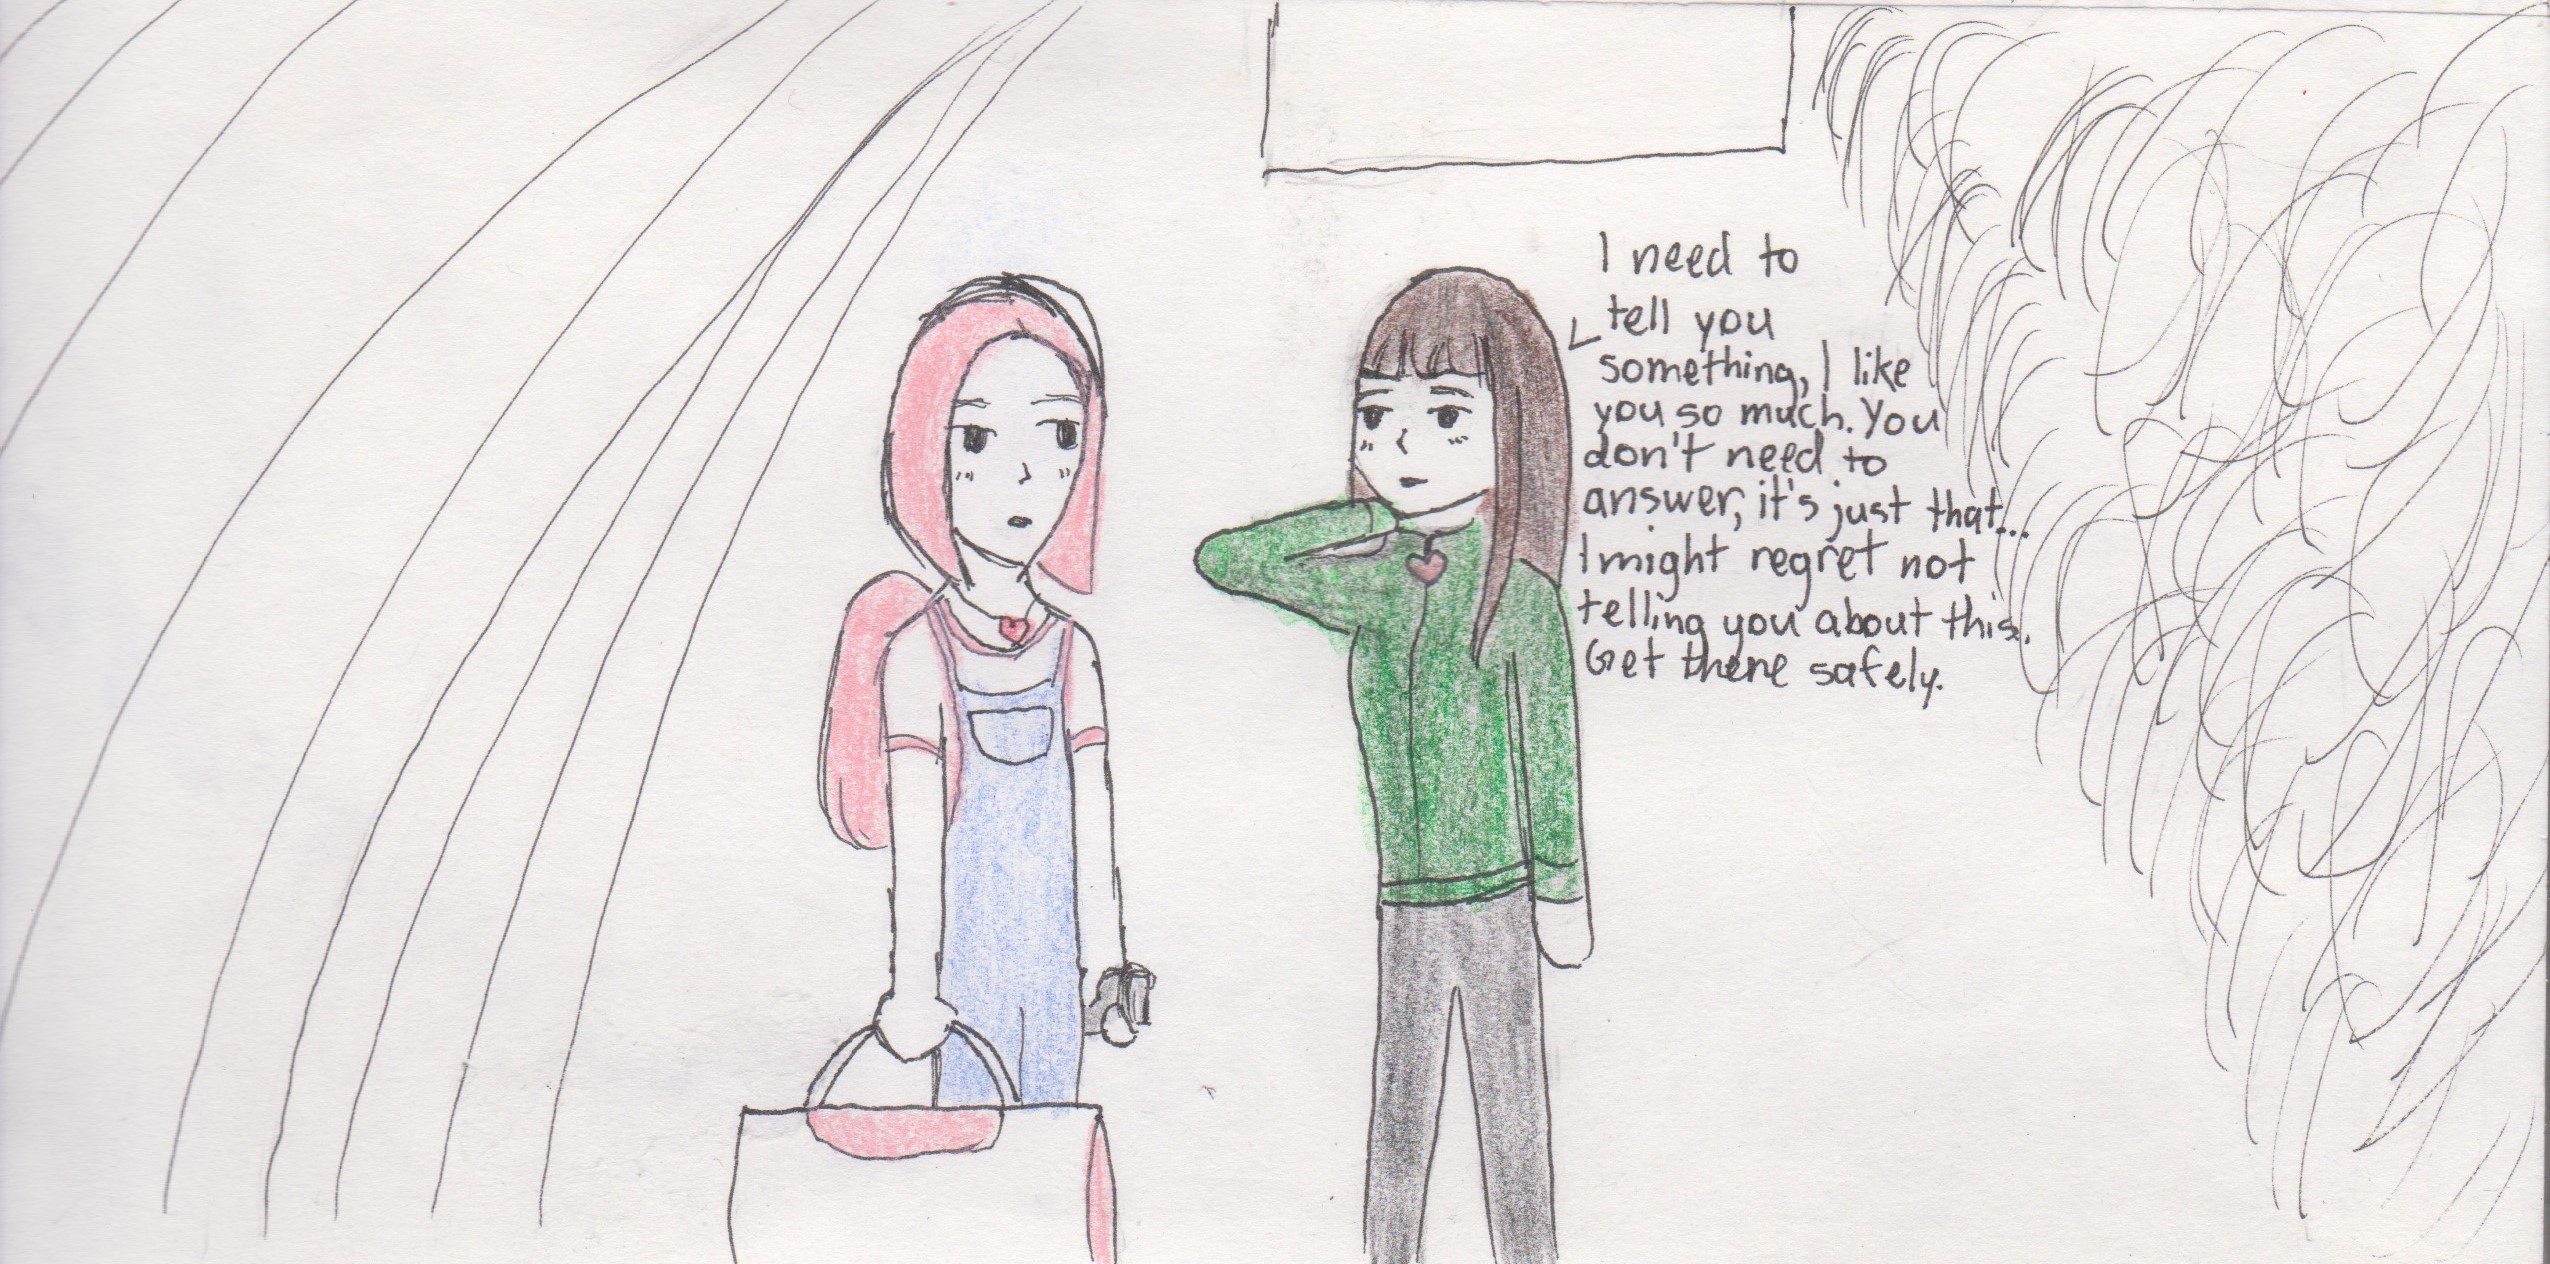 I need to
tell you
something, I like
you so much. You
don't need to
answer, it's just that...
I might regret not
telling you about this.
Get there safely.